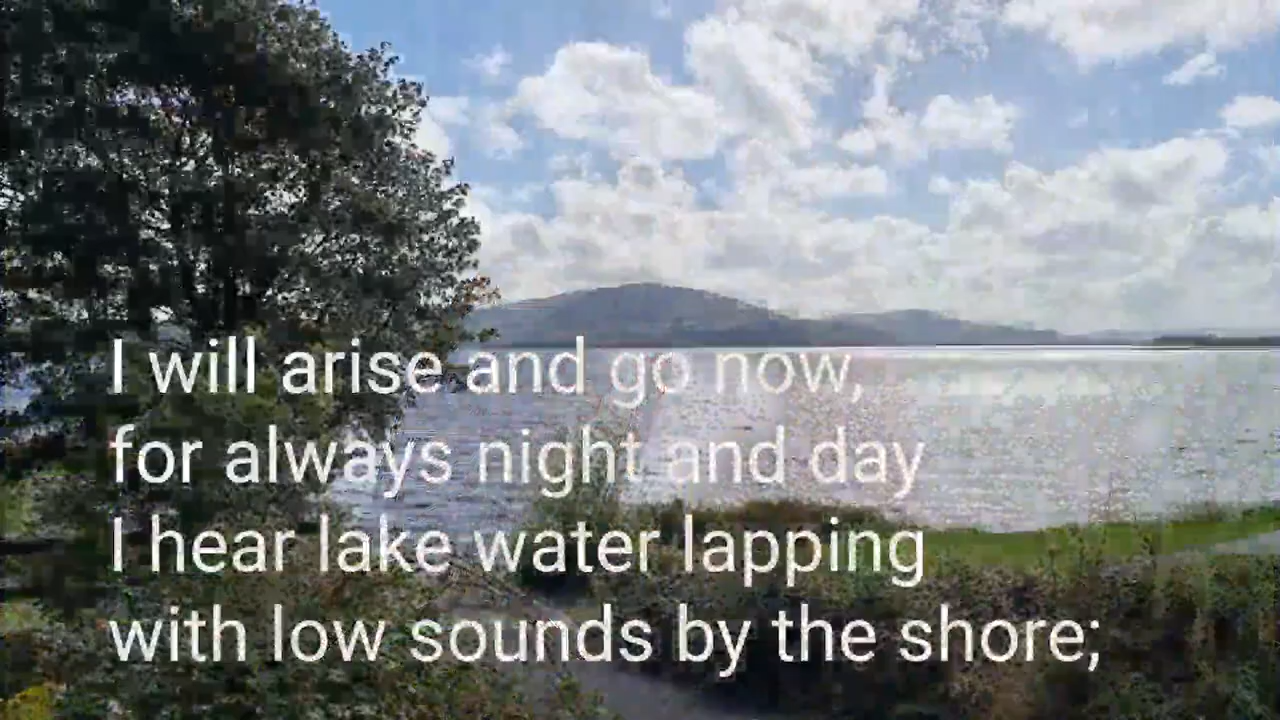 I will arise and go now,
for always night and day
I hear lake water lapping
with low sounds by the shore;